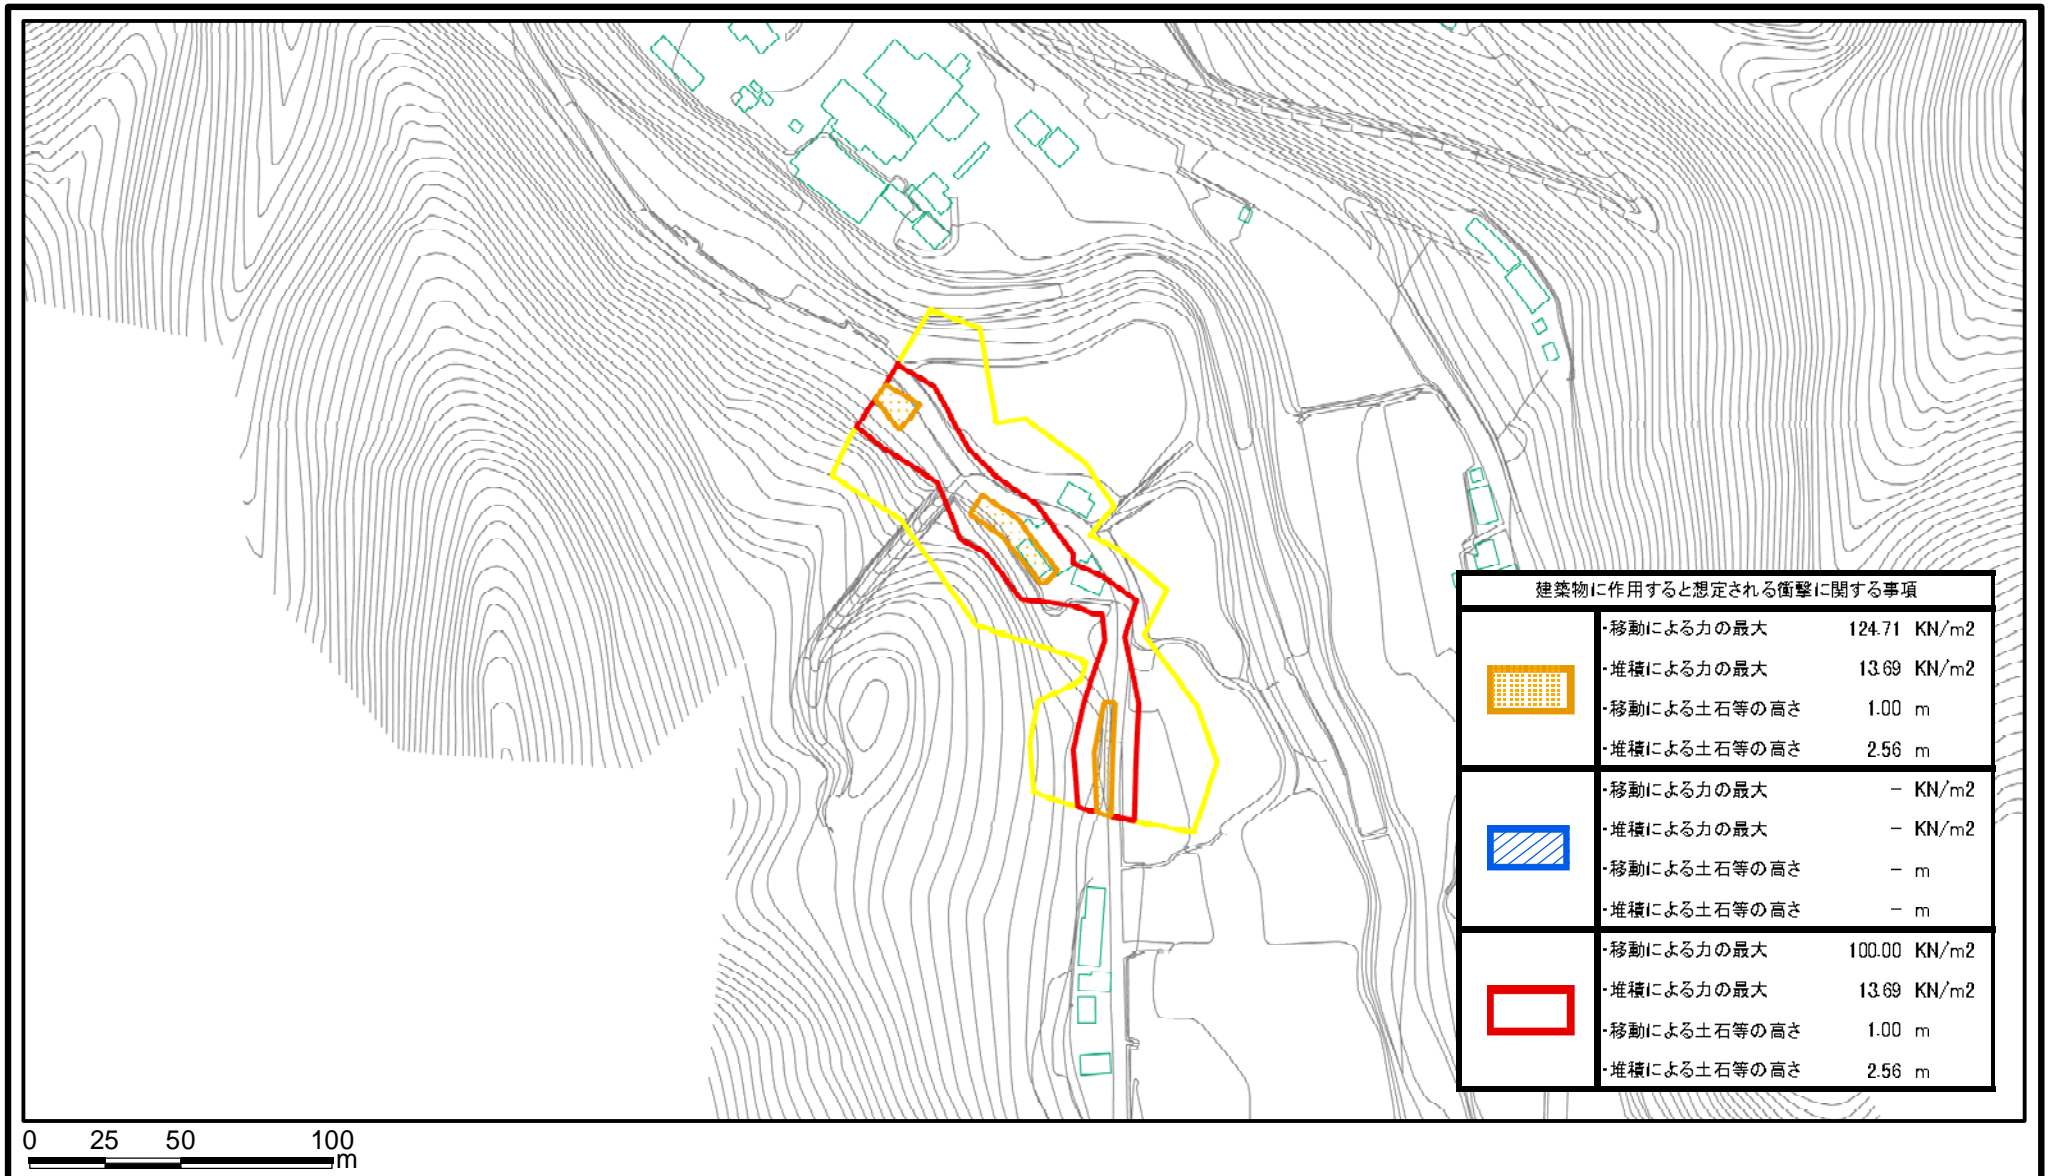 建築物に作用すると想定される衝撃に関する事項
・移動による力の最大 124.71 KN/m2
・堆積による力の最大 13.69 KN/m2
・移動による土石等の高さ 1.00 m
・堆積による土石等の高さ 2.56 m
・移動による力の最大 － KN/m2
・堆積による力の最大 － KN/m2
・移動による土石等の高さ － m
・堆積による土石等の高さ － m
・移動による力の最大 100.00 KN/m2
・堆積による力の最大 13.69 KN/m2
・移動による土石等の高さ 1.00 m
・堆積による土石等の高さ 2.56 m
0 25 50 100
m